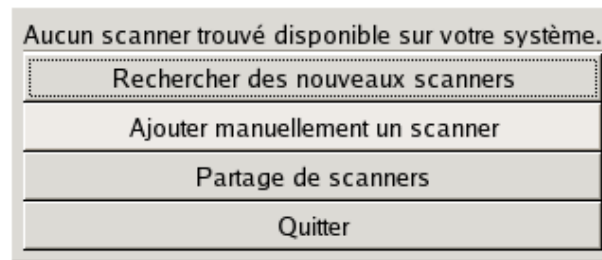 Aucun scanner trouvé disponible sur votre système.
Rechercher des nouveaux scanners
Ajouter manuellement un scanner
Partage de scanners
Quitter